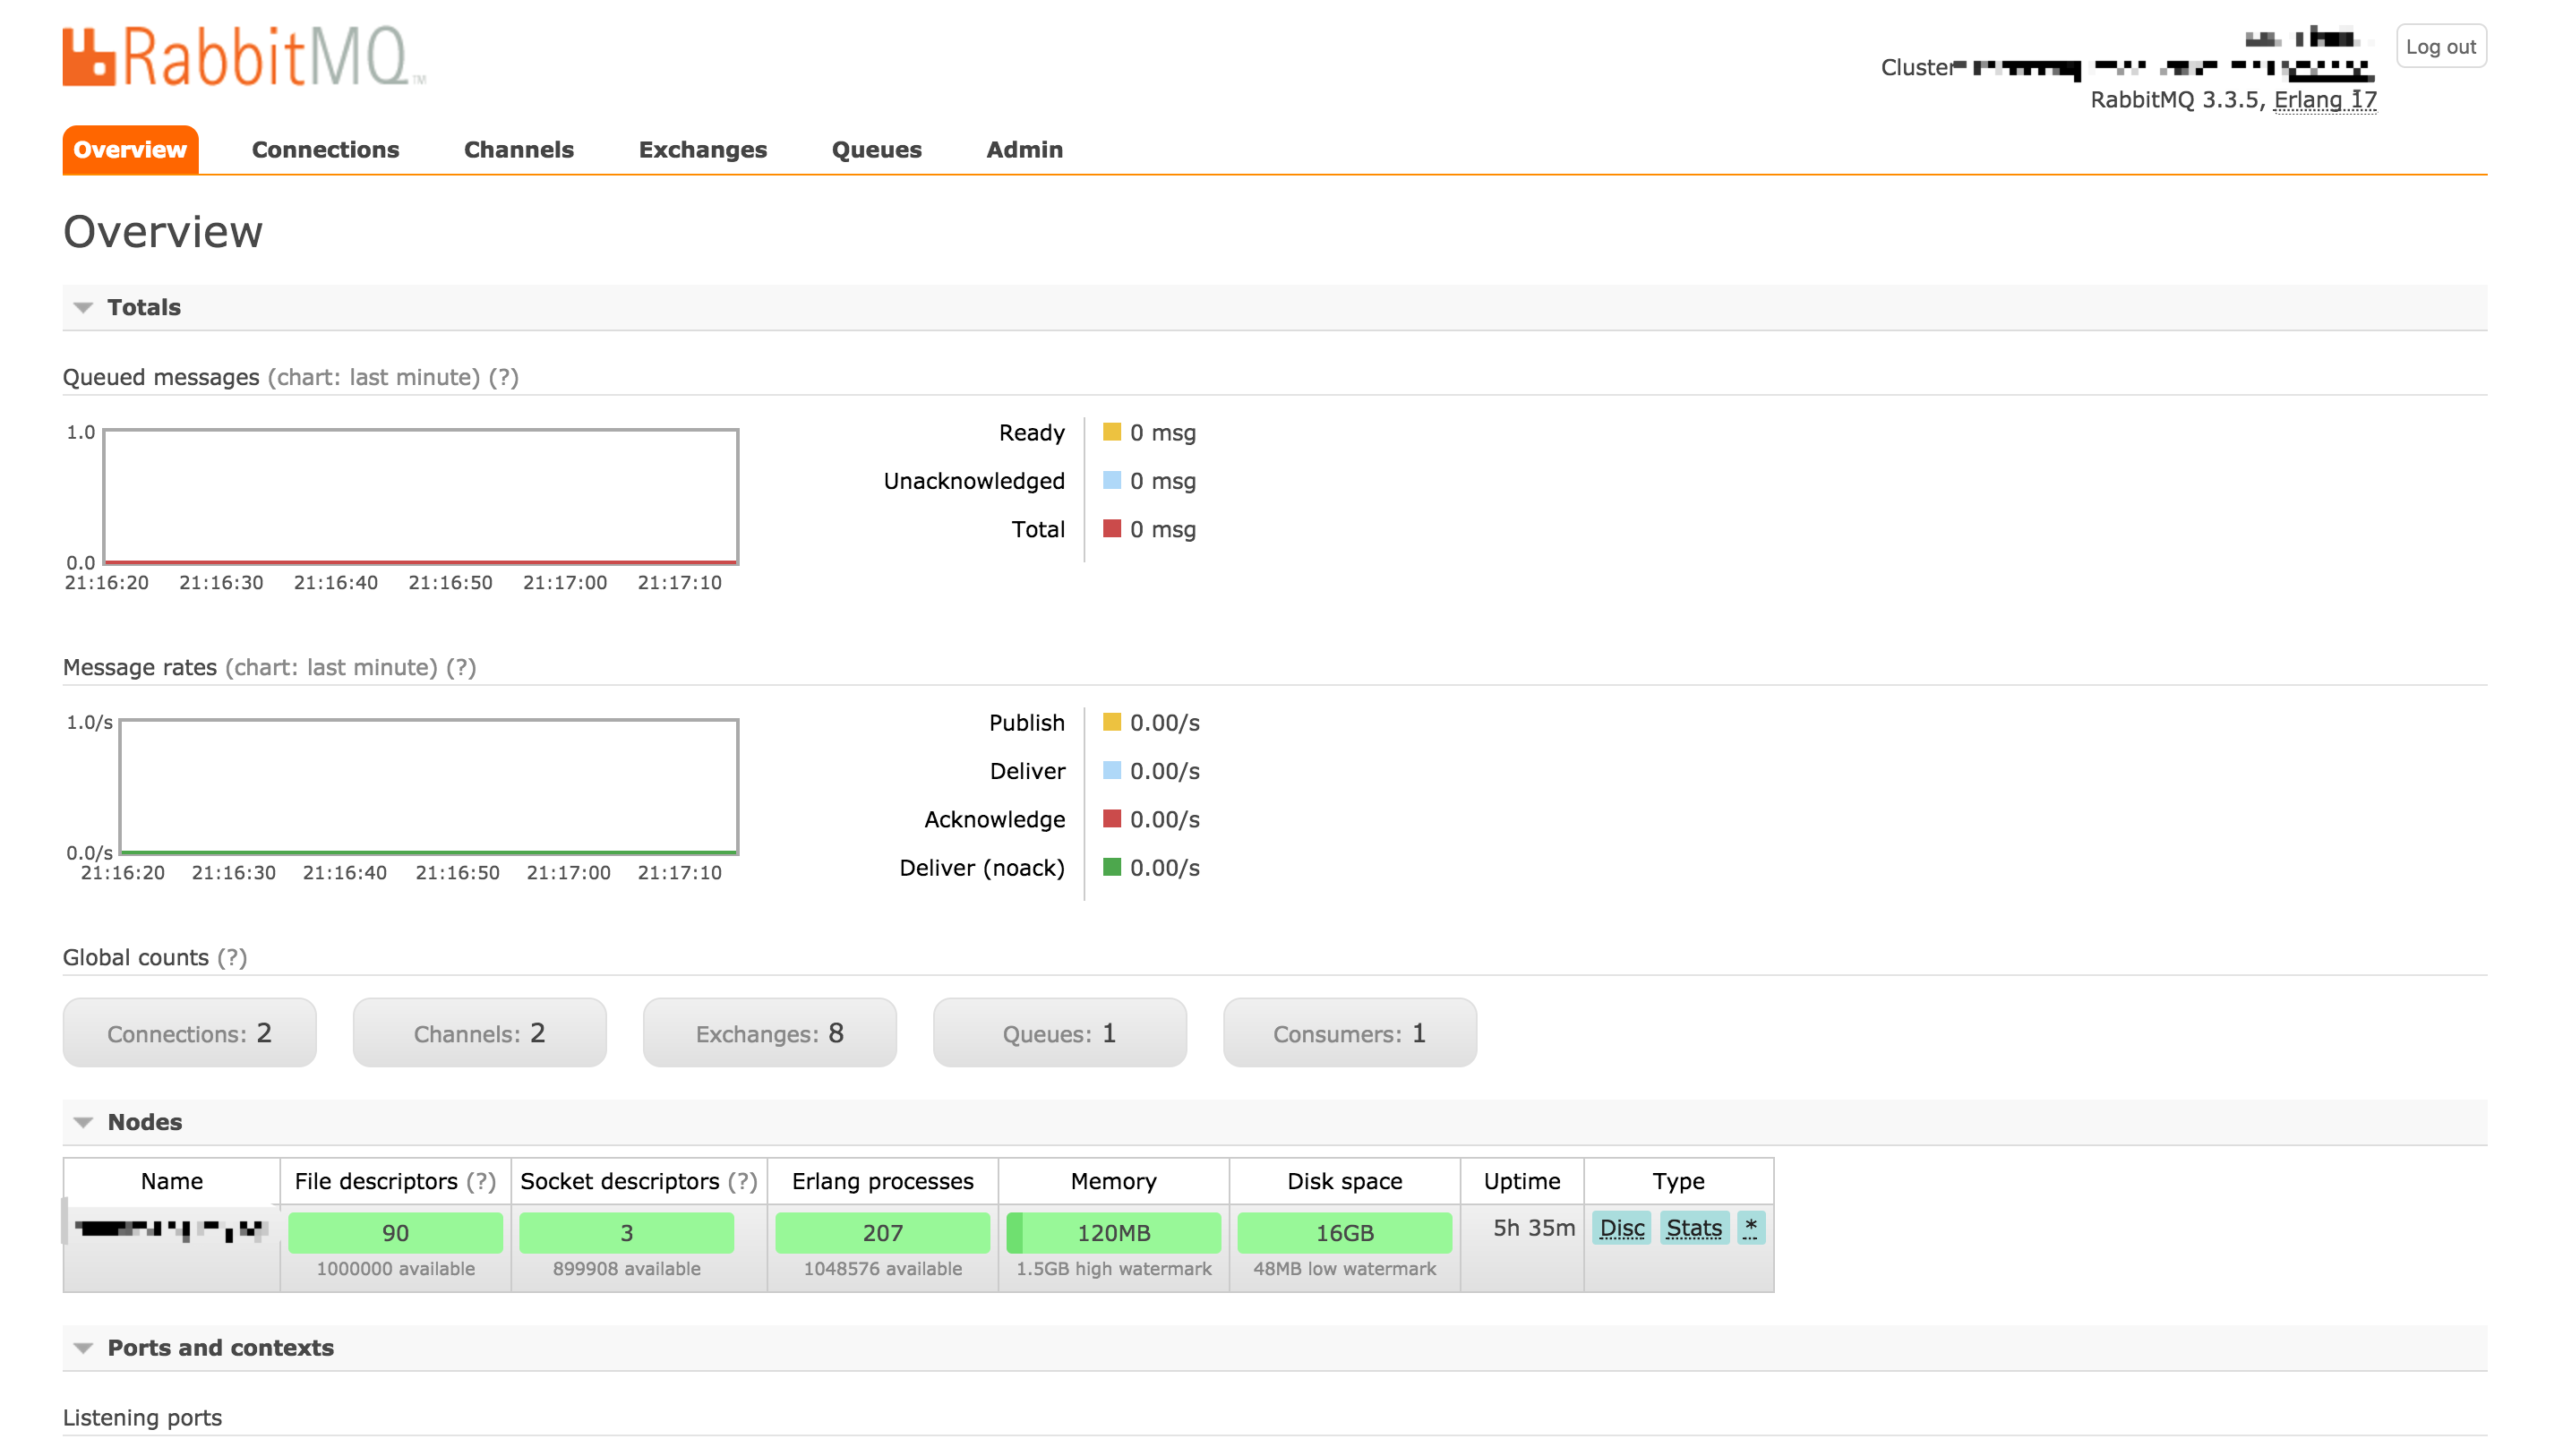 RabbitMQ™
Log out
Cluster
RabbitMQ 3.3.5, Erlang 17
Overview Connections Channels Exchanges Queues Admin
Overview
Totals
Queued messages (chart: last minute) (?)
1.0
0.0
21:16:20 21:16:30 21:16:40 21:16:50 21:17:00 21:17:10
Ready 0 msg
Unacknowledged 0 msg
Total 0 msg
Message rates (chart: last minute) (?)
1.0/s
0.0/s
21:16:20 21:16:30 21:16:40 21:16:50 21:17:00 21:17:10
Publish 0.00/s
Deliver 0.00/s
Acknowledge 0.00/s
Deliver (noack) 0.00/s
Global counts (?)
Connections: 2 Channels: 2 Exchanges: 8 Queues: 1 Consumers: 1
Nodes
Name File descriptors (?) Socket descriptors (?) Erlang processes Memory Disk space Uptime Type
90 3 207 120MB 16GB 5h 35m Disc Stats *
1000000 available 899908 available 1048576 available 1.5GB high watermark 48MB low watermark
Ports and contexts
Listening ports